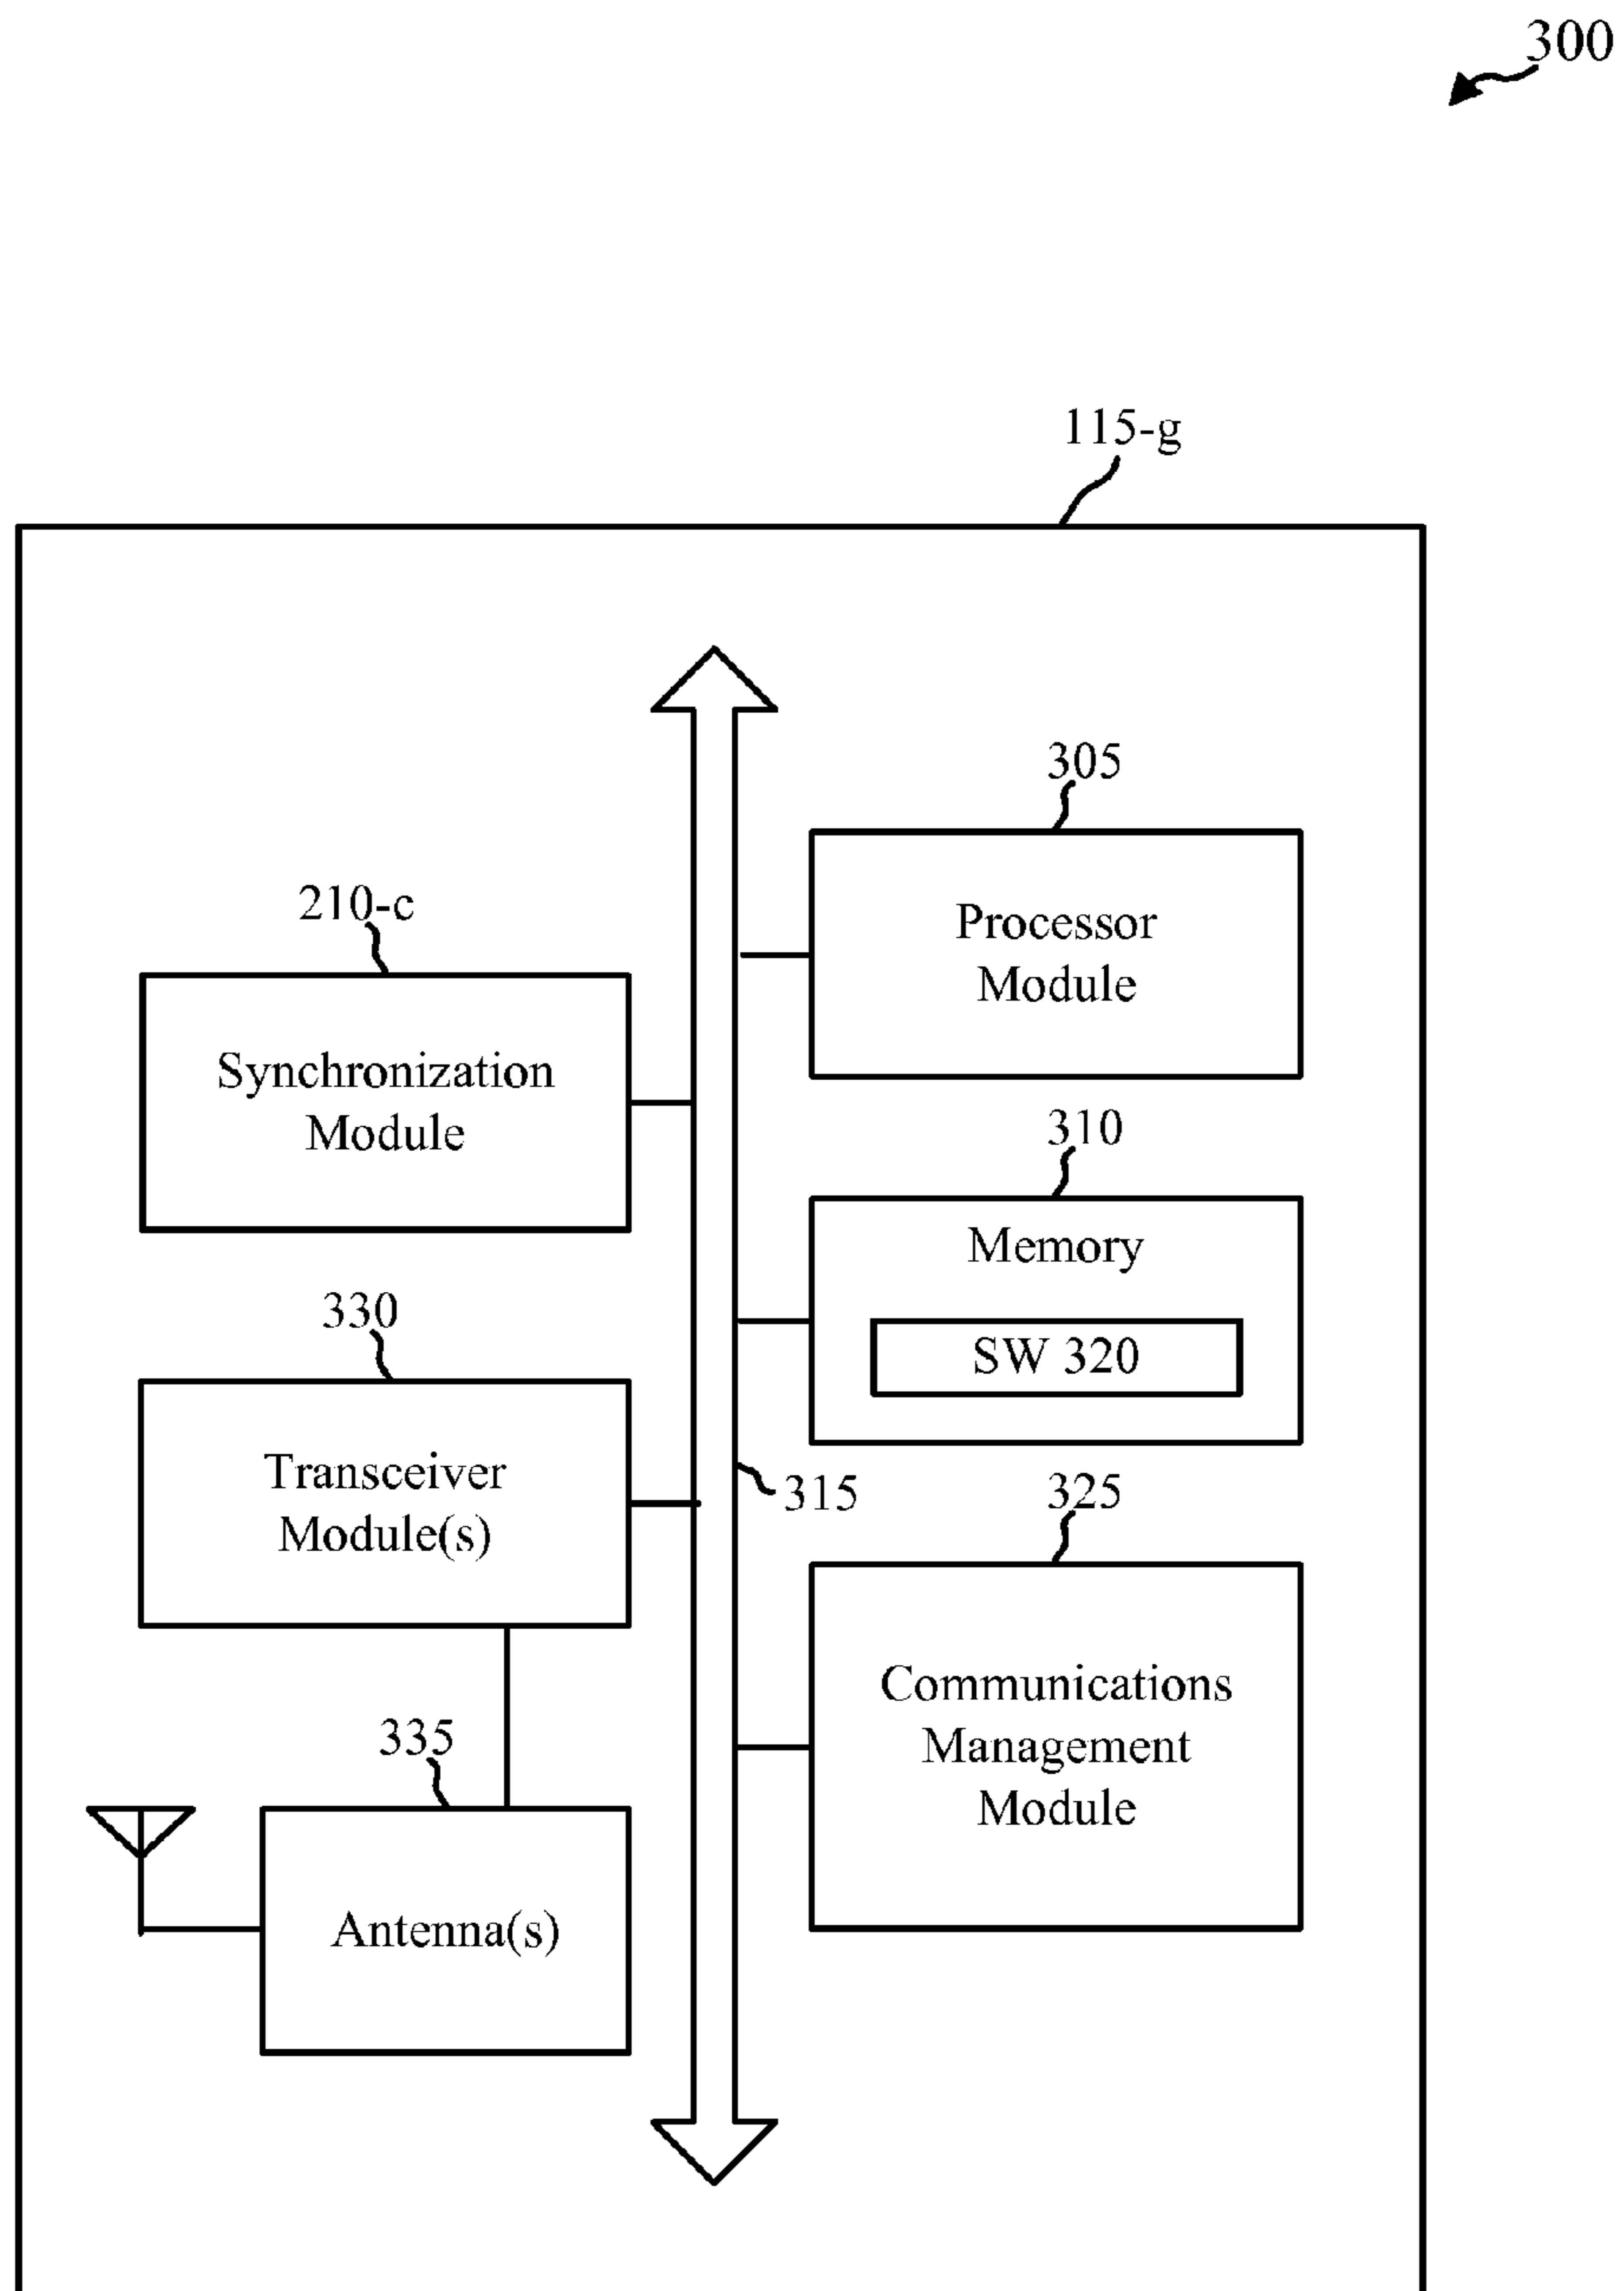 300
115-g
305
Processor
Module
210-c
Synchronization
Module
310
Memory
SW 320
330
Transceiver
Module(s)
315
325
Communications
Management
Module
335
Antenna(s)